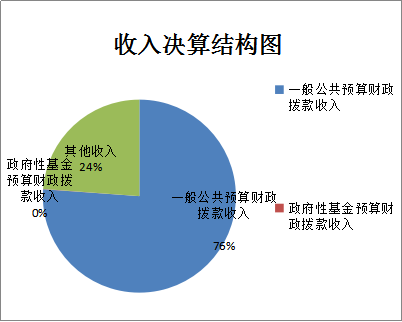 收入决算结构图
一般公共预算财政
拨款收入
其他收入
24%
政府性基金
预算财政拨
款收入
0%
一般公共预算财政
拨款收入
76%
政府性基金预算财
政拨款收入